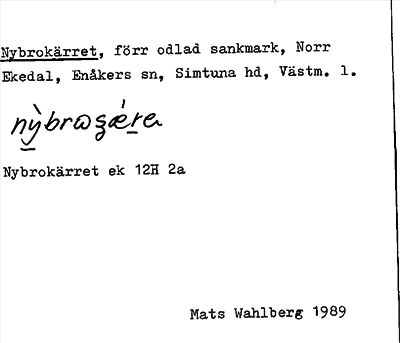 Nybrokärret, förr odlad sankmark, Norr
Ekedal, Enåkers sn, Simtuna hd, Västm. l.
Nybrokärret ek 12H 2a
Mats Wahlberg 1989